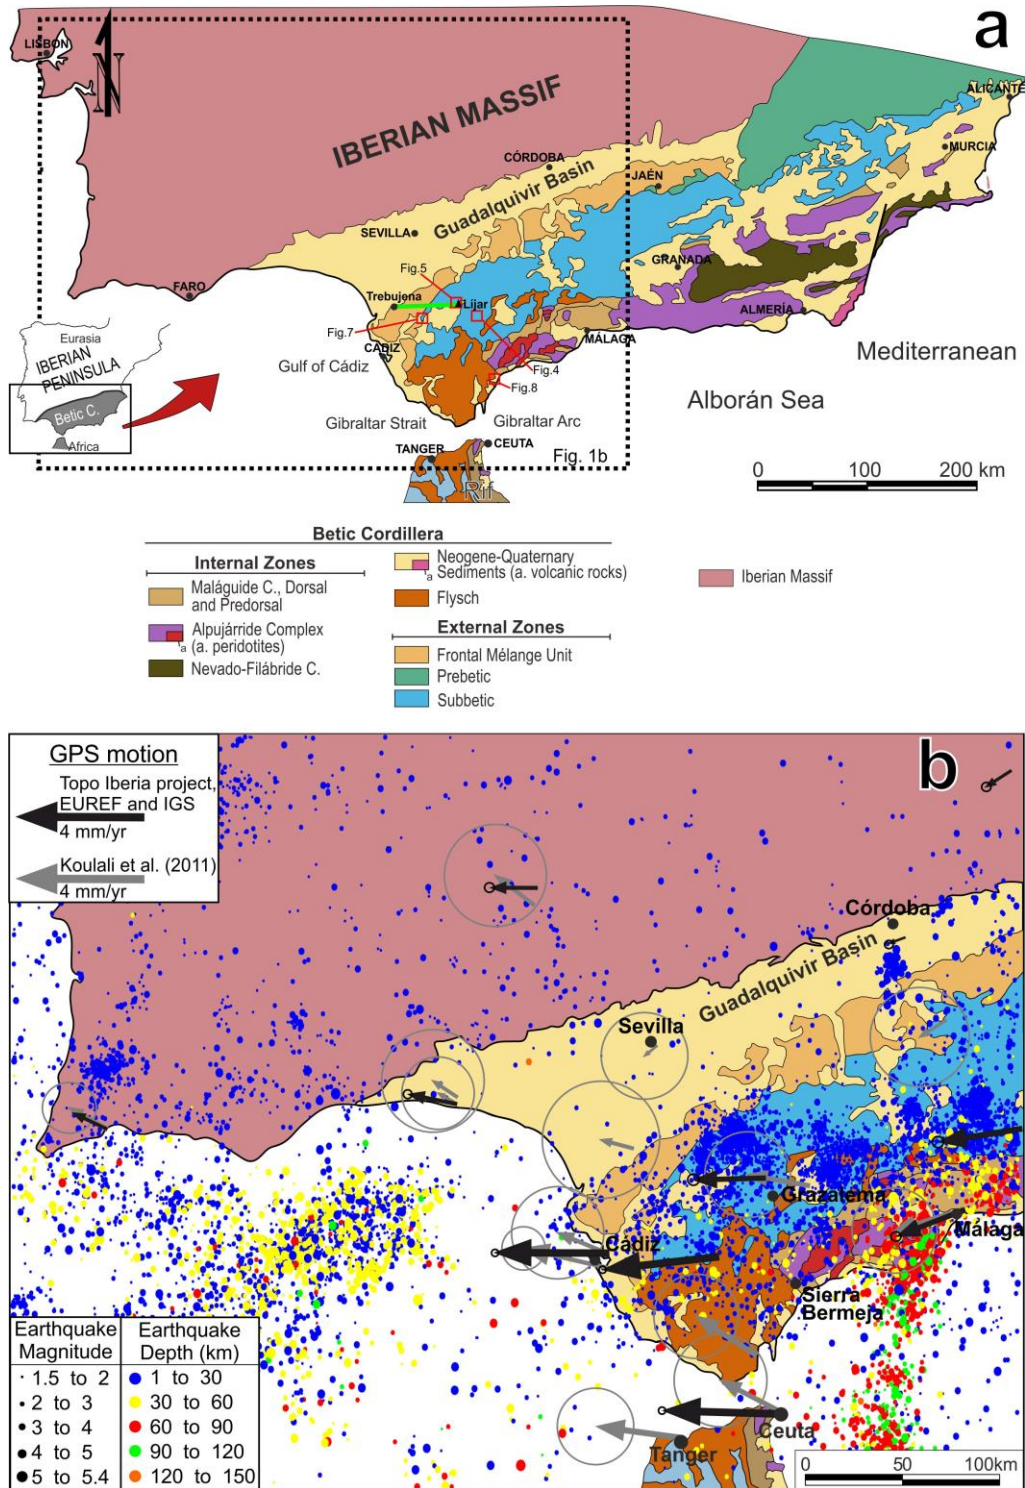 a
LISBON
N
ALICANTE
IBERIAN MASSIF
MURCIA
CÓRDOBA
JAÉN
Guadalquivir Basin
SEVILLA
GRANADA
Fig.5
FARO
Trebujena
Lijar
ALMERÍA
Fig.7
CÁDIZ
MÁLAGA
Eurasia
IBERIAN
PENINSULA
Mediterranean
Gulf of Cádiz
Fig.4
Fig.8
Betic C.
Alborán Sea
Gibraltar Strait
Gibraltar Arc
Africa
TANGER
CEUTA
Fig. 1b
Rif
0 100 200 km
Betic Cordillera
Internal Zones
Maláguide C., Dorsal
and Predorsal
Alpujárride Complex
a (a. peridotites)
Nevado-Filábride C.
Neogene-Quaternary
a Sediments (a. volcanic rocks)
Flysch
External Zones
Frontal Mélange Unit
Prebetic
Subbetic
Iberian Massif
b
GPS motion
Topo Iberia project,
EUREF and IGS
4 mm/yr
Koulali et al. (2011)
4 mm/yr
Córdoba
Guadalquivir Basin
Sevilla
Grazalema
Málaga
Cádiz
Sierra
Bermeja
Ceuta
Tanger
Earthquake
Magnitude
1.5 to 2
2 to 3
3 to 4
4 to 5
5 to 5.4
Earthquake
Depth (km)
1 to 30
30 to 60
60 to 90
90 to 120
120 to 150
0 50 100km